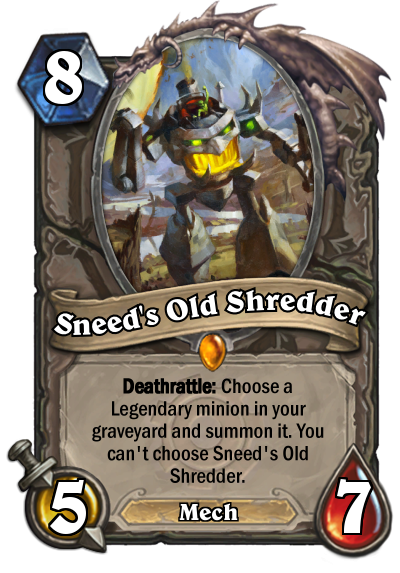 8
Sneed's Old Shredder
Deathrattle: Choose a
Legendary minion in your
graveyard and summon it. You
can't choose Sneed's Old
Shredder.
5
Mech
7